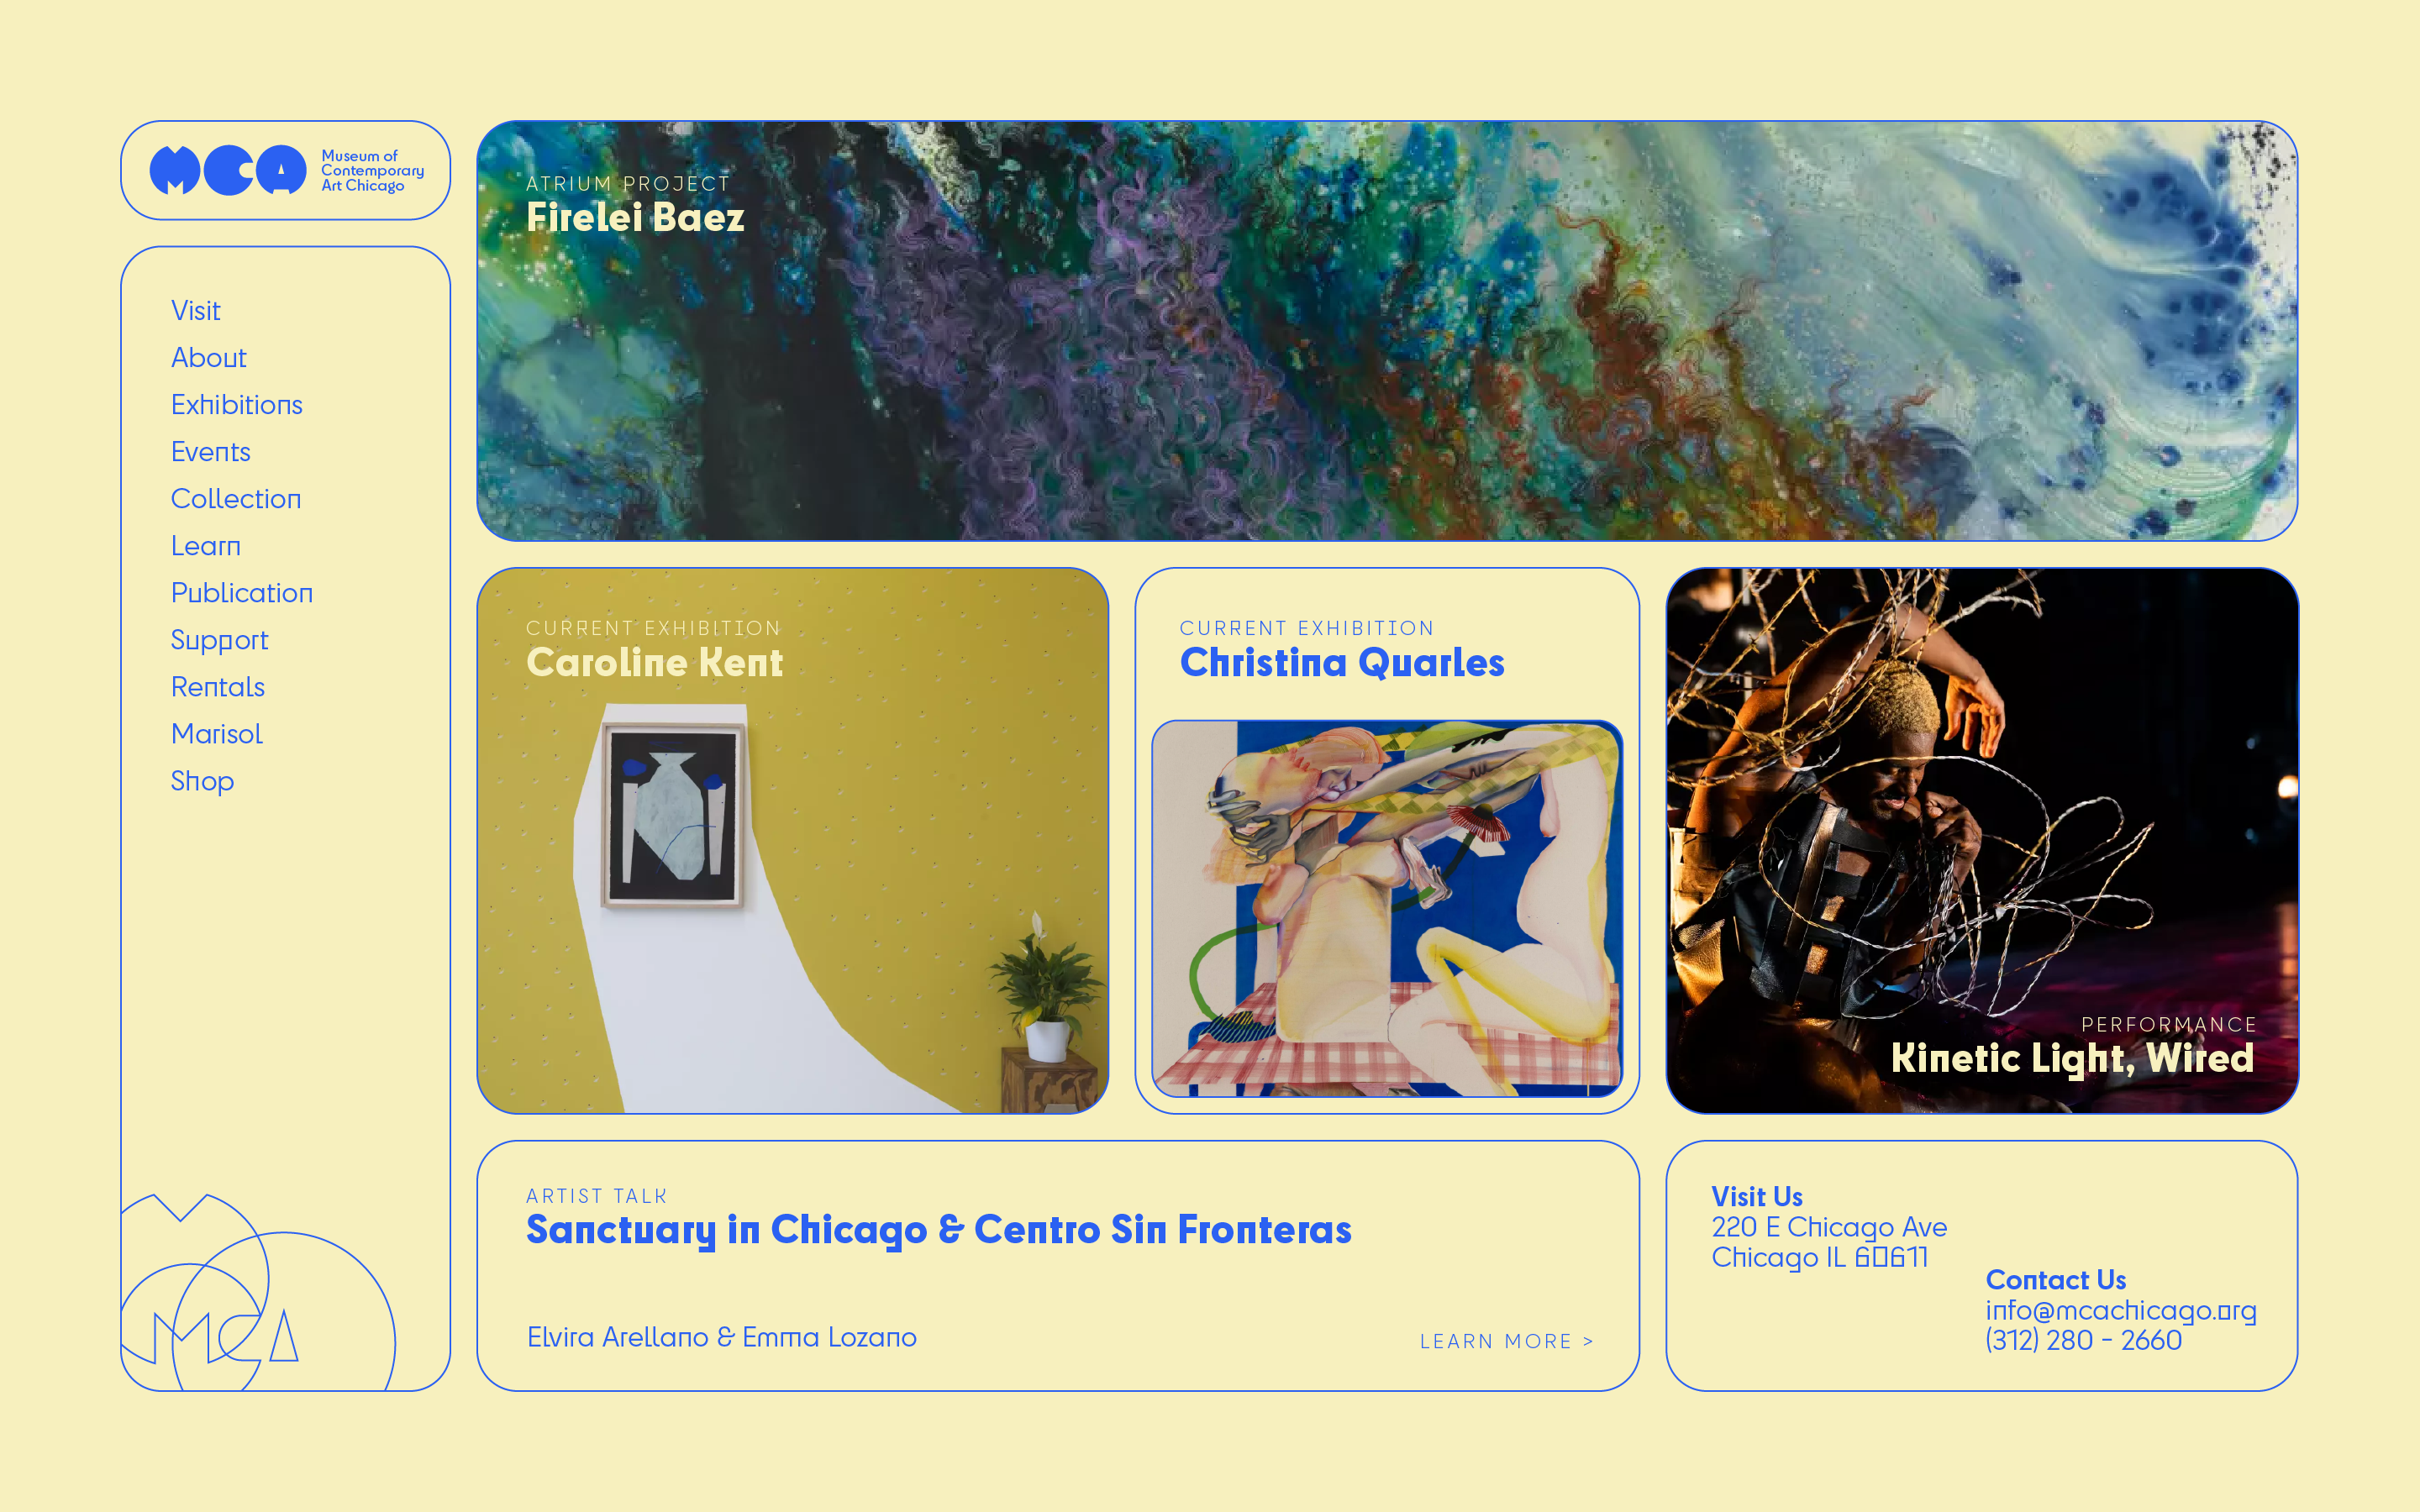 MCA
Museum of
Contemporary
Art Chicago
Visit
About
Exhibitions
Events
Collection
Learn
Publication
Support
Rentals
Marisol
Shop
MCA
ATRIUM PROJECT
Firelei Baez
CURRENT EXHIBITION
Caroline Kent
CURRENT EXHIBITION
Christina Quarles
PERFORMANCE
Kinetic Light, Wired
ARTIST TALK
Sanctuary in Chicago & Centro Sin Fronteras
Elvira Arellano & Emma Lozano
LEARN MORE >
Visit Us
220 E Chicago Ave
Chicago IL 60611
Contact Us
info@mcachicago.org
(312) 280 - 2660